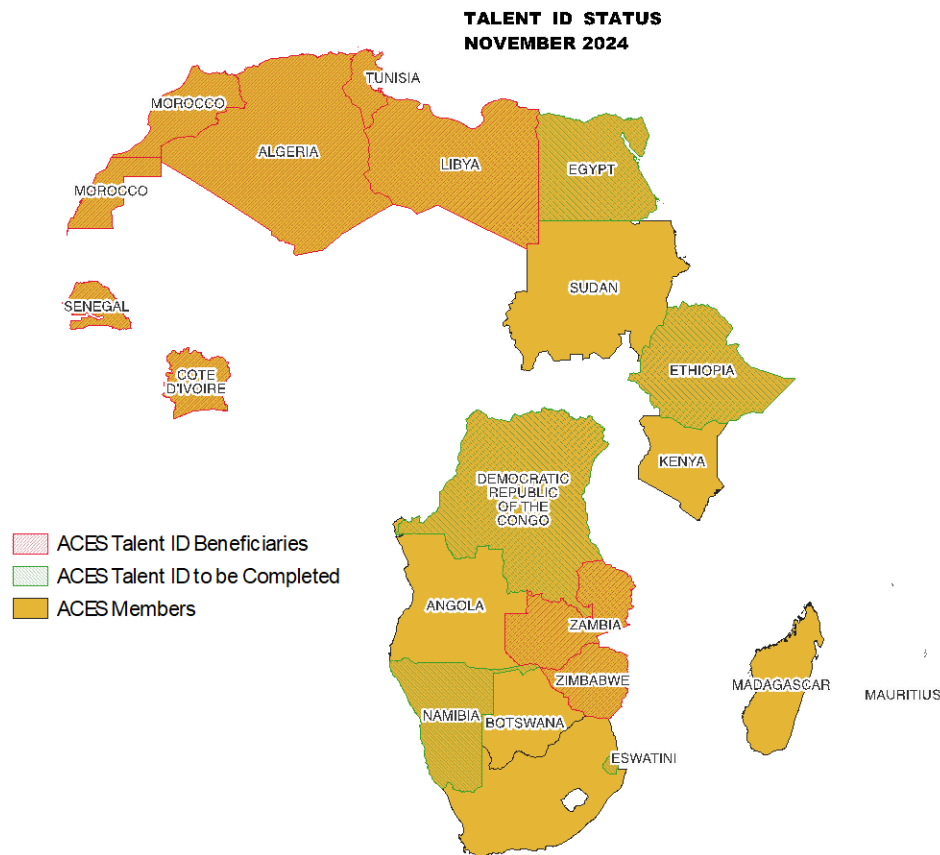 TALENT ID STATUS
NOVEMBER 2024
TUNISIA
MOROCCO
ALGERIA
LIBYA
EGYPT
MOROCCO
SUDAN
SENEGAL
ETHIOPIA
COTE
D'IVOIRE
KENYA
DEMOCRATIC
REPUBLIC
OF THE
CONGO
ACES Talent ID Beneficiaries
ACES Talent ID to be Completed
ACES Members
ANGOLA
ZAMBIA
ZIMBABWE
MADAGASCAR
MAURITIUS
NAMIBIA
BOTSWANA
ESWATINI